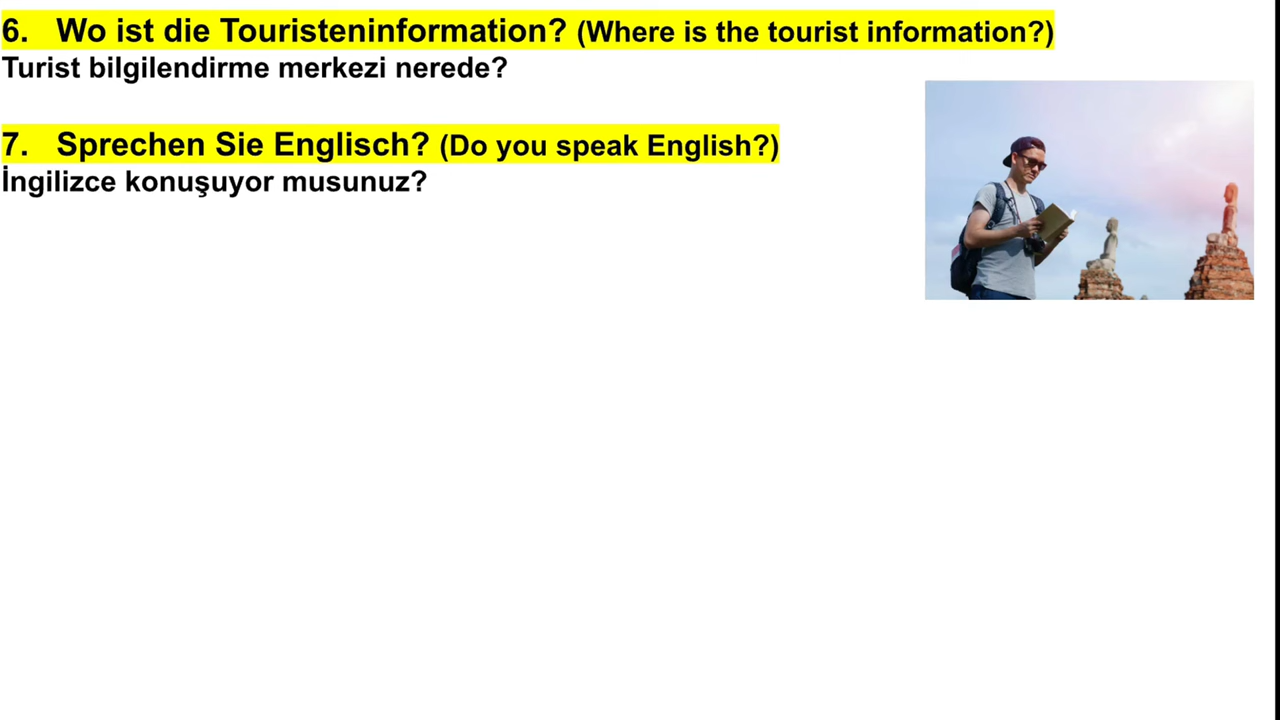 6. Wo ist die Touristeninformation? (Where is the tourist information?)
Turist bilgilendirme merkezi nerede?
7. Sprechen Sie Englisch? (Do you speak English?)
İngilizce konuşuyor musunuz?